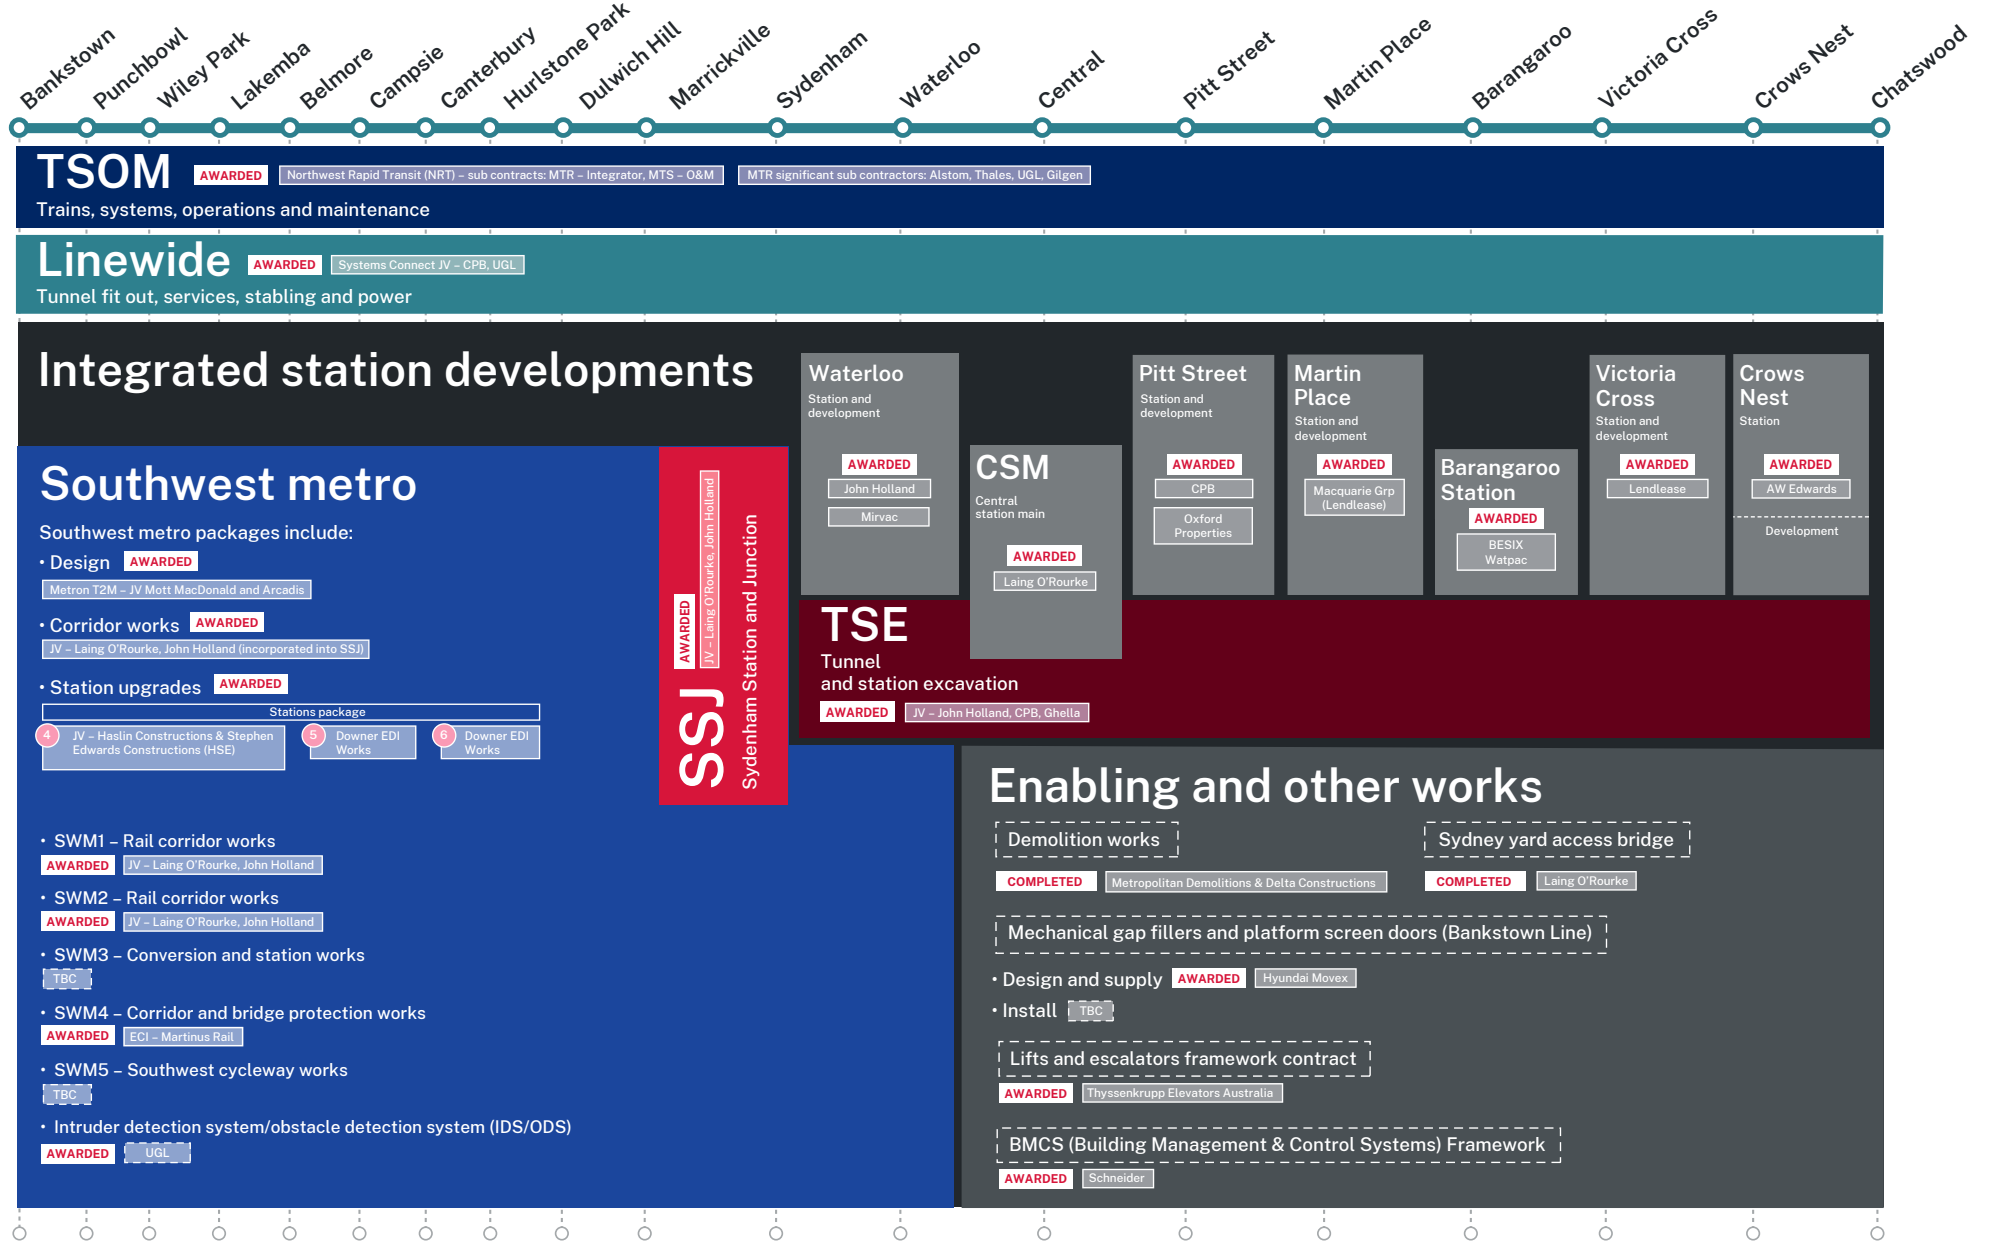 Bankstown
Punchbowl
Wiley Park
Lakemba
Belmore
Campsie
Canterbury
Hurlstone Park
Dulwich Hill
Marrickville
Sydenham
Waterloo
Central
Pitt Street
Martin Place
Barangaroo
Victoria Cross
Crows Nest
Chatswood
TSOM
AWARDED
Northwest Rapid Transit (NRT) – sub contracts: MTR – Integrator, MTS – O&M
MTR significant sub contractors: Alstom, Thales, UGL, Gilgen
Trains, systems, operations and maintenance
Linewide
AWARDED
Systems Connect JV – CPB, UGL
Tunnel fit out, services, stabling and power
Integrated station developments
Waterloo
Station and
development
AWARDED
John Holland
Mirvac
CSM
Central
station main
AWARDED
Laing O'Rourke
Pitt Street
Station and
development
AWARDED
CPB
Oxford
Properties
Martin
Place
Station and
development
AWARDED
Macquarie Grp
(Lendlease)
Barangaroo
Station
AWARDED
BESIX
Watpac
Victoria
Cross
Station and
development
AWARDED
Lendlease
Crows
Nest
Station
AWARDED
AW Edwards
Development
TSE
Tunnel
and station excavation
AWARDED
JV – John Holland, CPB, Ghella
Southwest metro
Southwest metro packages include:
• Design
AWARDED
Metron T2M – JV Mott MacDonald and Arcadis
• Corridor works
AWARDED
JV – Laing O'Rourke, John Holland (incorporated into SSJ)
• Station upgrades
AWARDED
Stations package
4
JV – Haslin Constructions & Stephen
Edwards Constructions (HSE)
5
Downer EDI
Works
6
Downer EDI
Works
SSJ
AWARDED
JV – Laing O'Rourke, John Holland
Sydenham Station and Junction
• SWM1 – Rail corridor works
AWARDED
JV – Laing O'Rourke, John Holland
• SWM2 – Rail corridor works
AWARDED
JV – Laing O'Rourke, John Holland
• SWM3 – Conversion and station works
TBC
• SWM4 – Corridor and bridge protection works
AWARDED
ECI – Martinus Rail
• SWM5 – Southwest cycleway works
TBC
• Intruder detection system/obstacle detection system (IDS/ODS)
AWARDED
UGL
Enabling and other works
Demolition works
COMPLETED
Metropolitan Demolitions & Delta Constructions
Sydney yard access bridge
COMPLETED
Laing O'Rourke
Mechanical gap fillers and platform screen doors (Bankstown Line)
• Design and supply
AWARDED
Hyundai Movex
• Install
TBC
Lifts and escalators framework contract
AWARDED
Thyssenkrupp Elevators Australia
BMCS (Building Management & Control Systems) Framework
AWARDED
Schneider